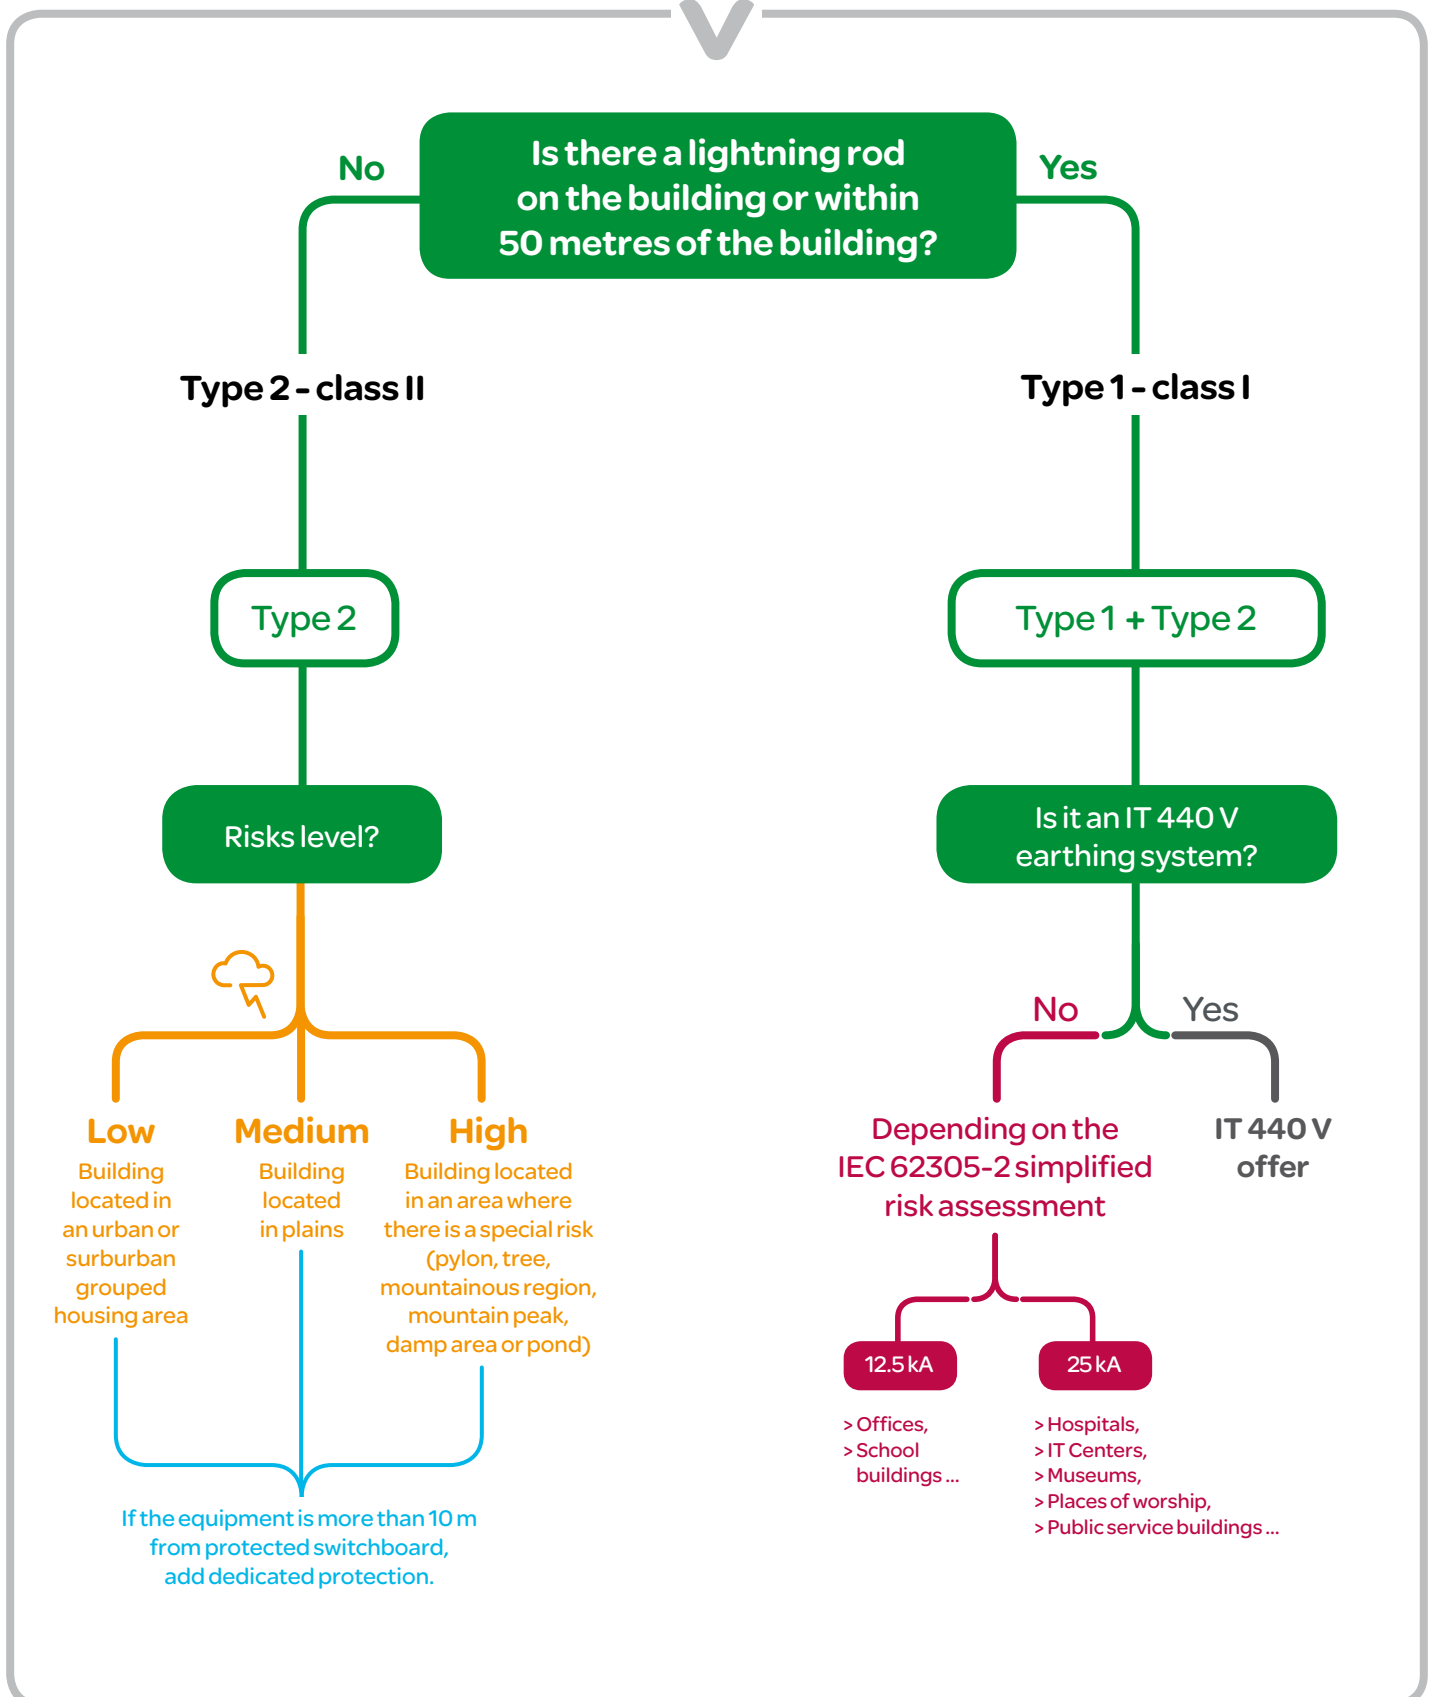 Is there a lightning rod
on the building or within
50 metres of the building?
No
Yes
Type 2 - class II
Type 1 - class I
Type 2
Type 1 + Type 2
Risks level?
Is it an IT 440 V
earthing system?
No
Yes
Low
Building
located in
an urban or
surburban
grouped
housing area
Medium
Building
located
in plains
High
Building located
in an area where
there is a special risk
(pylon, tree,
mountainous region,
mountain peak,
damp area or pond)
Depending on the
IEC 62305-2 simplified
risk assessment
IT 440 V
offer
12.5 kA
> Offices,
> School
buildings ...
25 kA
> Hospitals,
> IT Centers,
> Museums,
> Places of worship,
> Public service buildings ...
If the equipment is more than 10 m
from protected switchboard,
add dedicated protection.